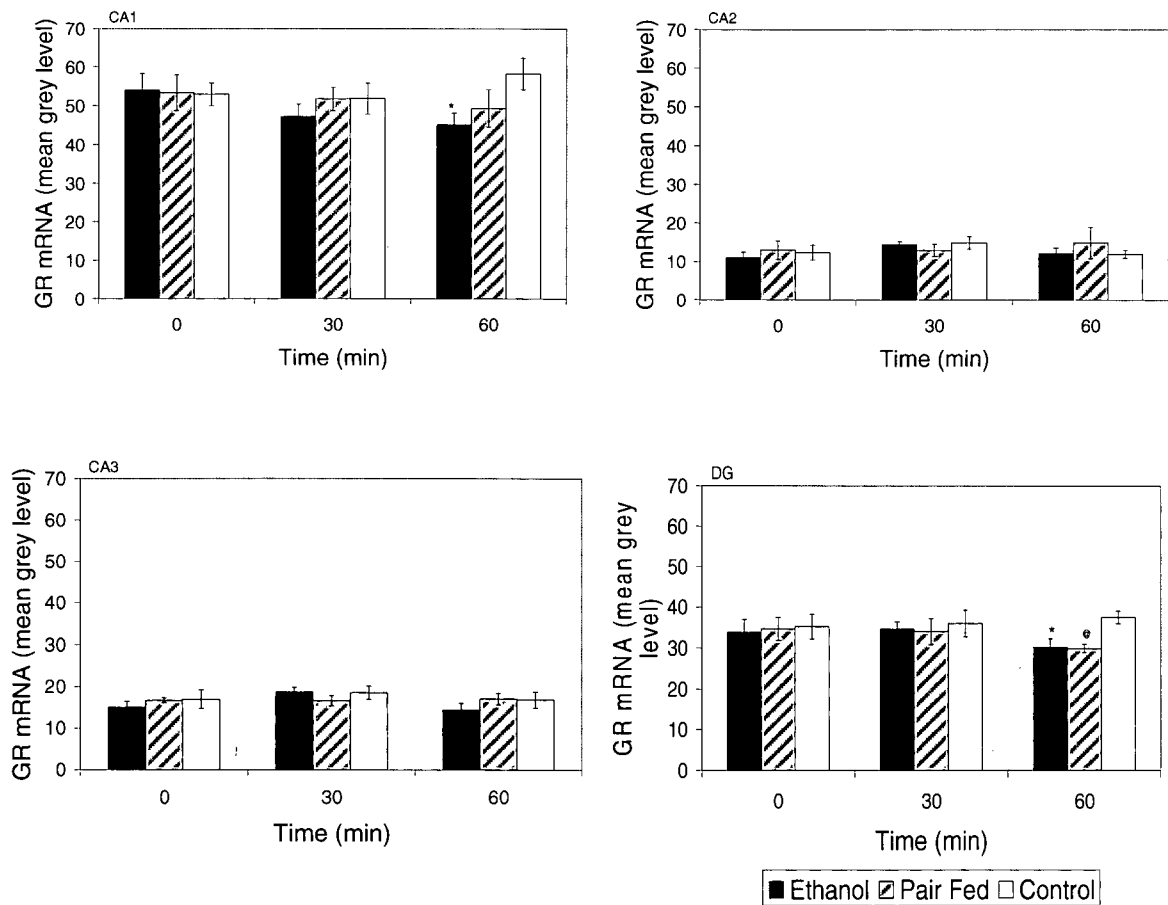 CA1
GR mRNA (mean grey level)
70
60
50
40
30
20
10
0
*
0 30 60
Time (min)
CA2
GR mRNA (mean grey level)
70
60
50
40
30
20
10
0
0 30 60
Time (min)
CA3
GR mRNA (mean grey level)
70
60
50
40
30
20
10
0
0 30 60
Time (min)
DG
GR mRNA (mean grey
level)
70
60
50
40
30
20
10
0
* @
0 30 60
Time (min)
Ethanol Pair Fed Control